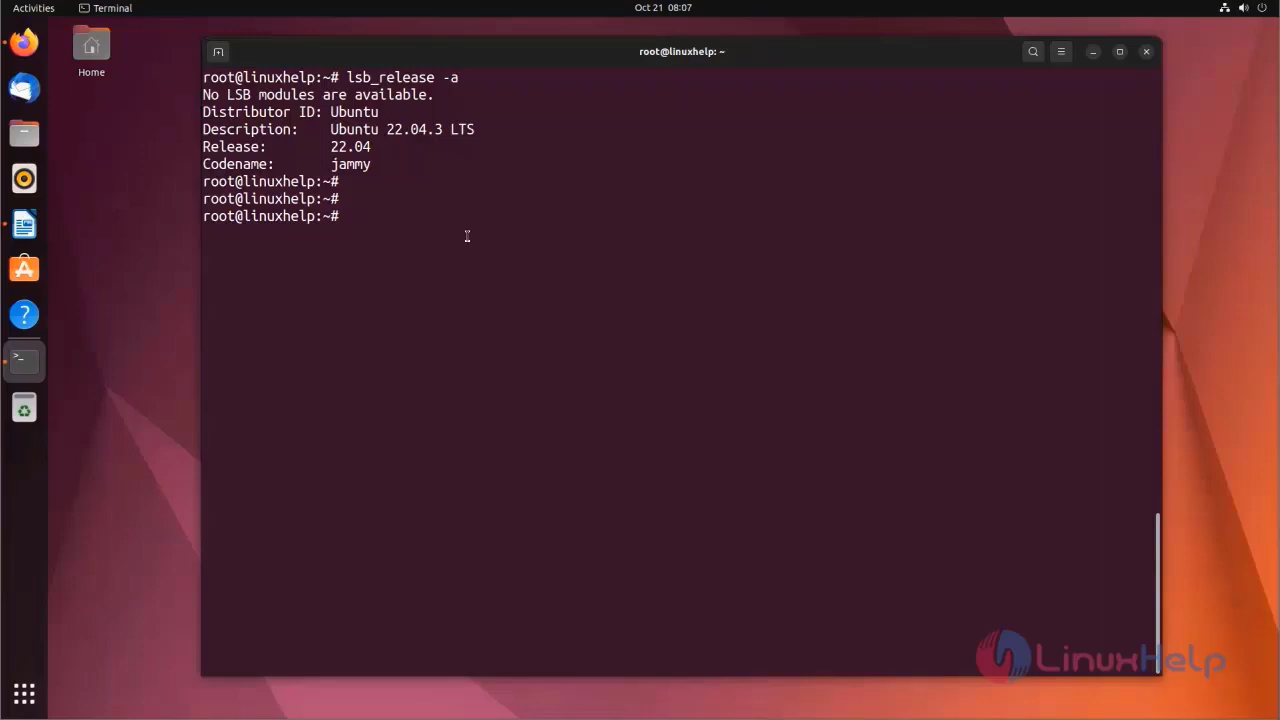 Activities Terminal Oct 21 08:07
Home
root@linuxhelp: ~
root@linuxhelp:~# lsb_release -a
No LSB modules are available.
Distributor ID: Ubuntu
Description:    Ubuntu 22.04.3 LTS
Release:        22.04
Codename:       jammy
root@linuxhelp:~#
root@linuxhelp:~#
root@linuxhelp:~#
LinuxHelp